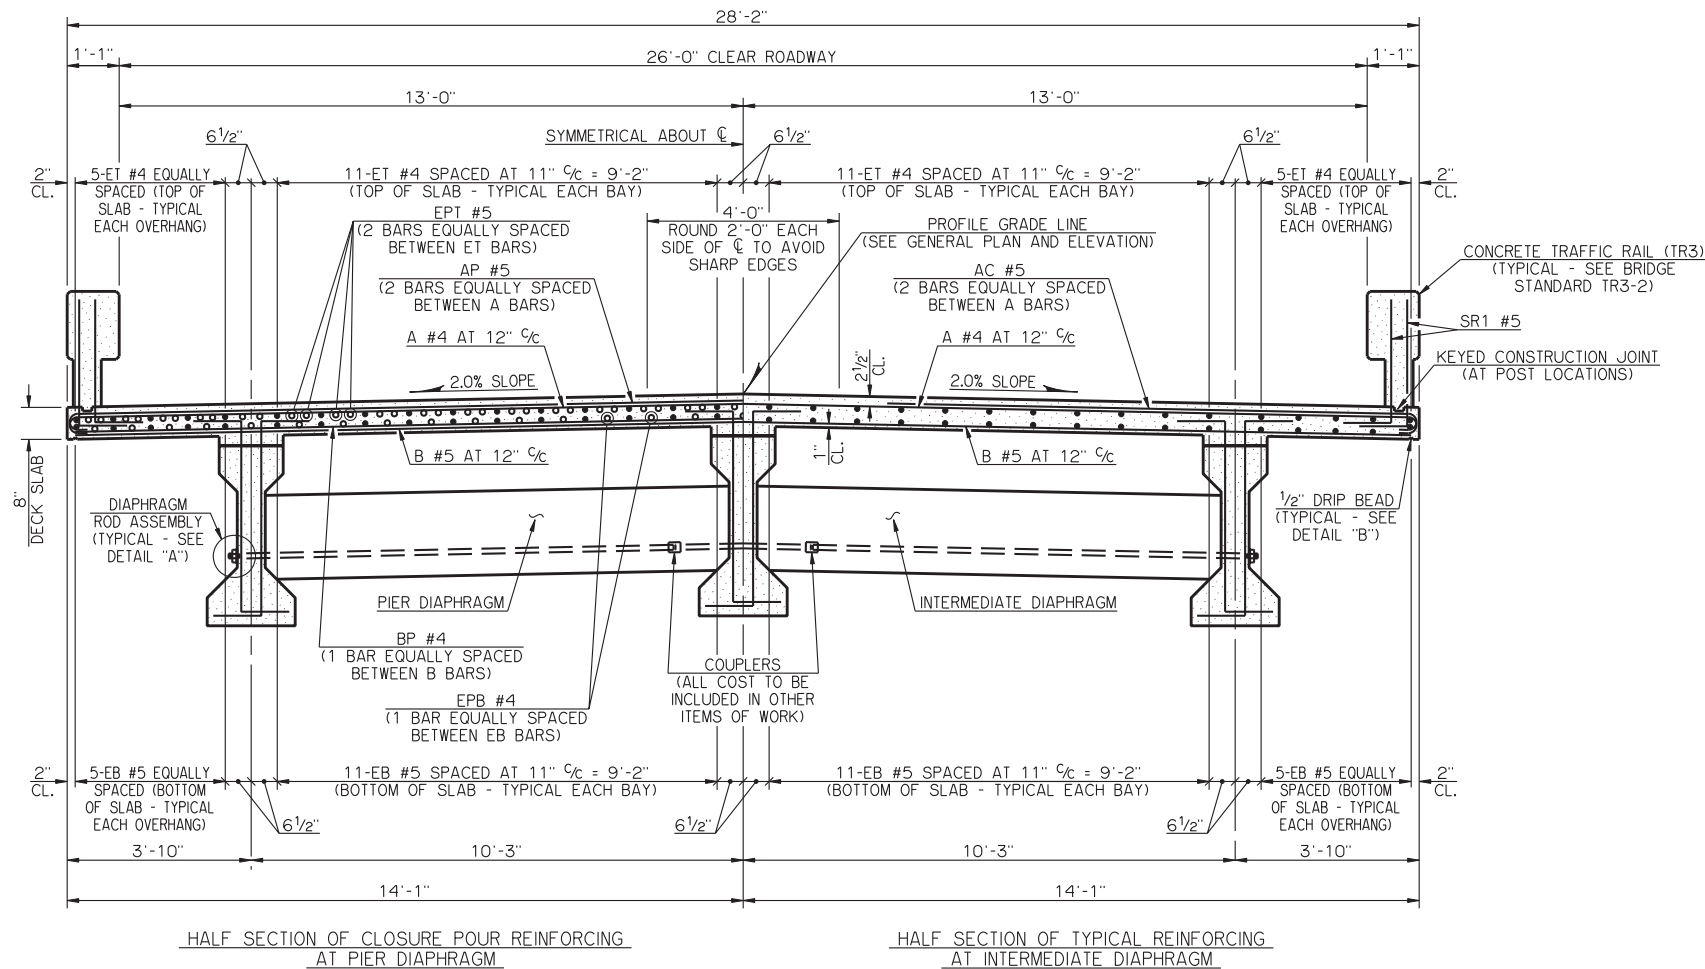 28'-2"
1'-1"
26'-0" CLEAR ROADWAY
1'-1"
13'-0"
13'-0"
6½"
SYMMETRICAL ABOUT ℄
6½"
6½"
2"
CL.
5-ET #4 EQUALLY
SPACED (TOP OF
SLAB - TYPICAL
EACH OVERHANG)
11-ET #4 SPACED AT 11" C/c = 9'-2"
(TOP OF SLAB - TYPICAL EACH BAY)
11-ET #4 SPACED AT 11" C/c = 9'-2"
(TOP OF SLAB - TYPICAL EACH BAY)
5-ET #4 EQUALLY
SPACED (TOP OF
SLAB - TYPICAL
EACH OVERHANG)
2"
CL.
EPT #5
(2 BARS EQUALLY SPACED
BETWEEN ET BARS)
4'-0"
ROUND 2'-0" EACH
SIDE OF ℄ TO AVOID
SHARP EDGES
PROFILE GRADE LINE
(SEE GENERAL PLAN AND ELEVATION)
CONCRETE TRAFFIC RAIL (TR3)
(TYPICAL - SEE BRIDGE
STANDARD TR3-2)
AP #5
(2 BARS EQUALLY SPACED
BETWEEN A BARS)
AC #5
(2 BARS EQUALLY SPACED
BETWEEN A BARS)
SR1 #5
A #4 AT 12" C/c
A #4 AT 12" C/c
KEYED CONSTRUCTION JOINT
(AT POST LOCATIONS)
2.0% SLOPE
2½"
CL.
2.0% SLOPE
8"
DECK SLAB
B #5 AT 12" C/c
1"
CL.
B #5 AT 12" C/c
DIAPHRAGM
ROD ASSEMBLY
(TYPICAL - SEE
DETAIL "A")
½" DRIP BEAD
(TYPICAL - SEE
DETAIL "B")
PIER DIAPHRAGM
INTERMEDIATE DIAPHRAGM
BP #4
(1 BAR EQUALLY SPACED
BETWEEN B BARS)
COUPLERS
(ALL COST TO BE
INCLUDED IN OTHER
ITEMS OF WORK)
EPB #4
(1 BAR EQUALLY SPACED
BETWEEN EB BARS)
2"
CL.
5-EB #5 EQUALLY
SPACED (BOTTOM
OF SLAB - TYPICAL
EACH OVERHANG)
11-EB #5 SPACED AT 11" C/c = 9'-2"
(BOTTOM OF SLAB - TYPICAL EACH BAY)
11-EB #5 SPACED AT 11" C/c = 9'-2"
(BOTTOM OF SLAB - TYPICAL EACH BAY)
5-EB #5 EQUALLY
SPACED (BOTTOM
OF SLAB - TYPICAL
EACH OVERHANG)
2"
CL.
6½"
6½"
6½"
3'-10"
10'-3"
10'-3"
3'-10"
14'-1"
14'-1"
HALF SECTION OF CLOSURE POUR REINFORCING
AT PIER DIAPHRAGM
HALF SECTION OF TYPICAL REINFORCING
AT INTERMEDIATE DIAPHRAGM